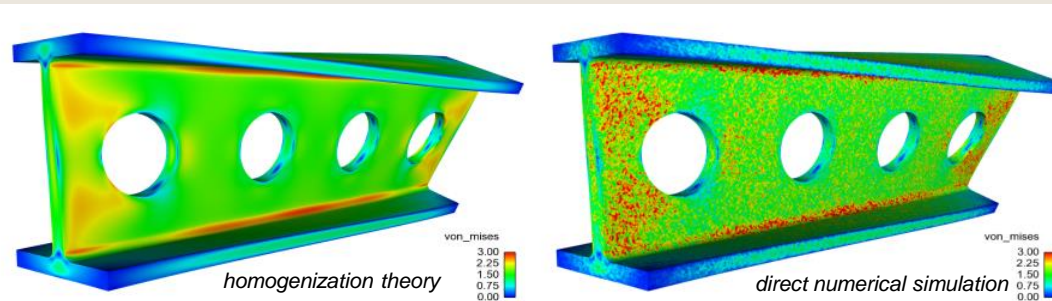 von_mises
3.00
2.25
1.50
0.75
0.00
homogenization theory
von_mises
3.00
2.25
1.50
0.75
0.00
direct numerical simulation